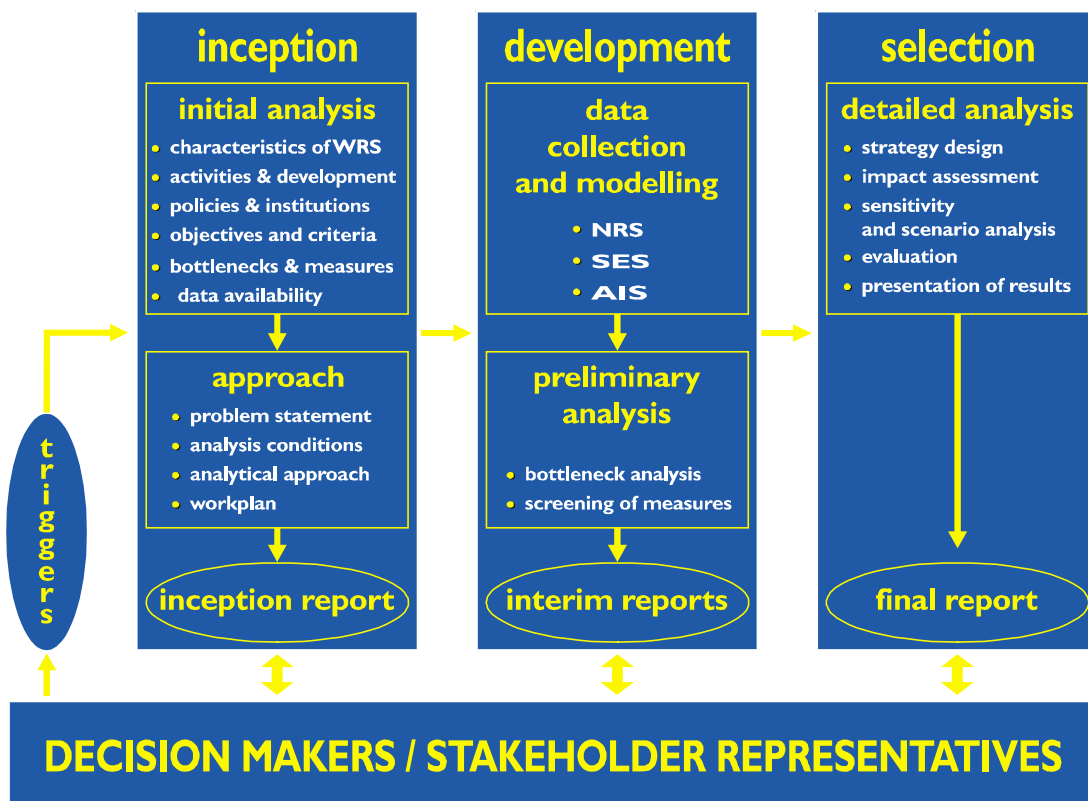 inception
initial analysis
• characteristics of WRS
• activities & development
• policies & institutions
• objectives and criteria
• bottlenecks & measures
• data availability
approach
• problem statement
• analysis conditions
• analytical approach
• workplan
inception report
development
data
collection
and modelling
• NRS
• SES
• AIS
preliminary
analysis
• bottleneck analysis
• screening of measures
interim reports
selection
detailed analysis
• strategy design
• impact assessment
• sensitivity
and scenario analysis
• evaluation
• presentation of results
final report
triggers
DECISION MAKERS / STAKEHOLDER REPRESENTATIVES